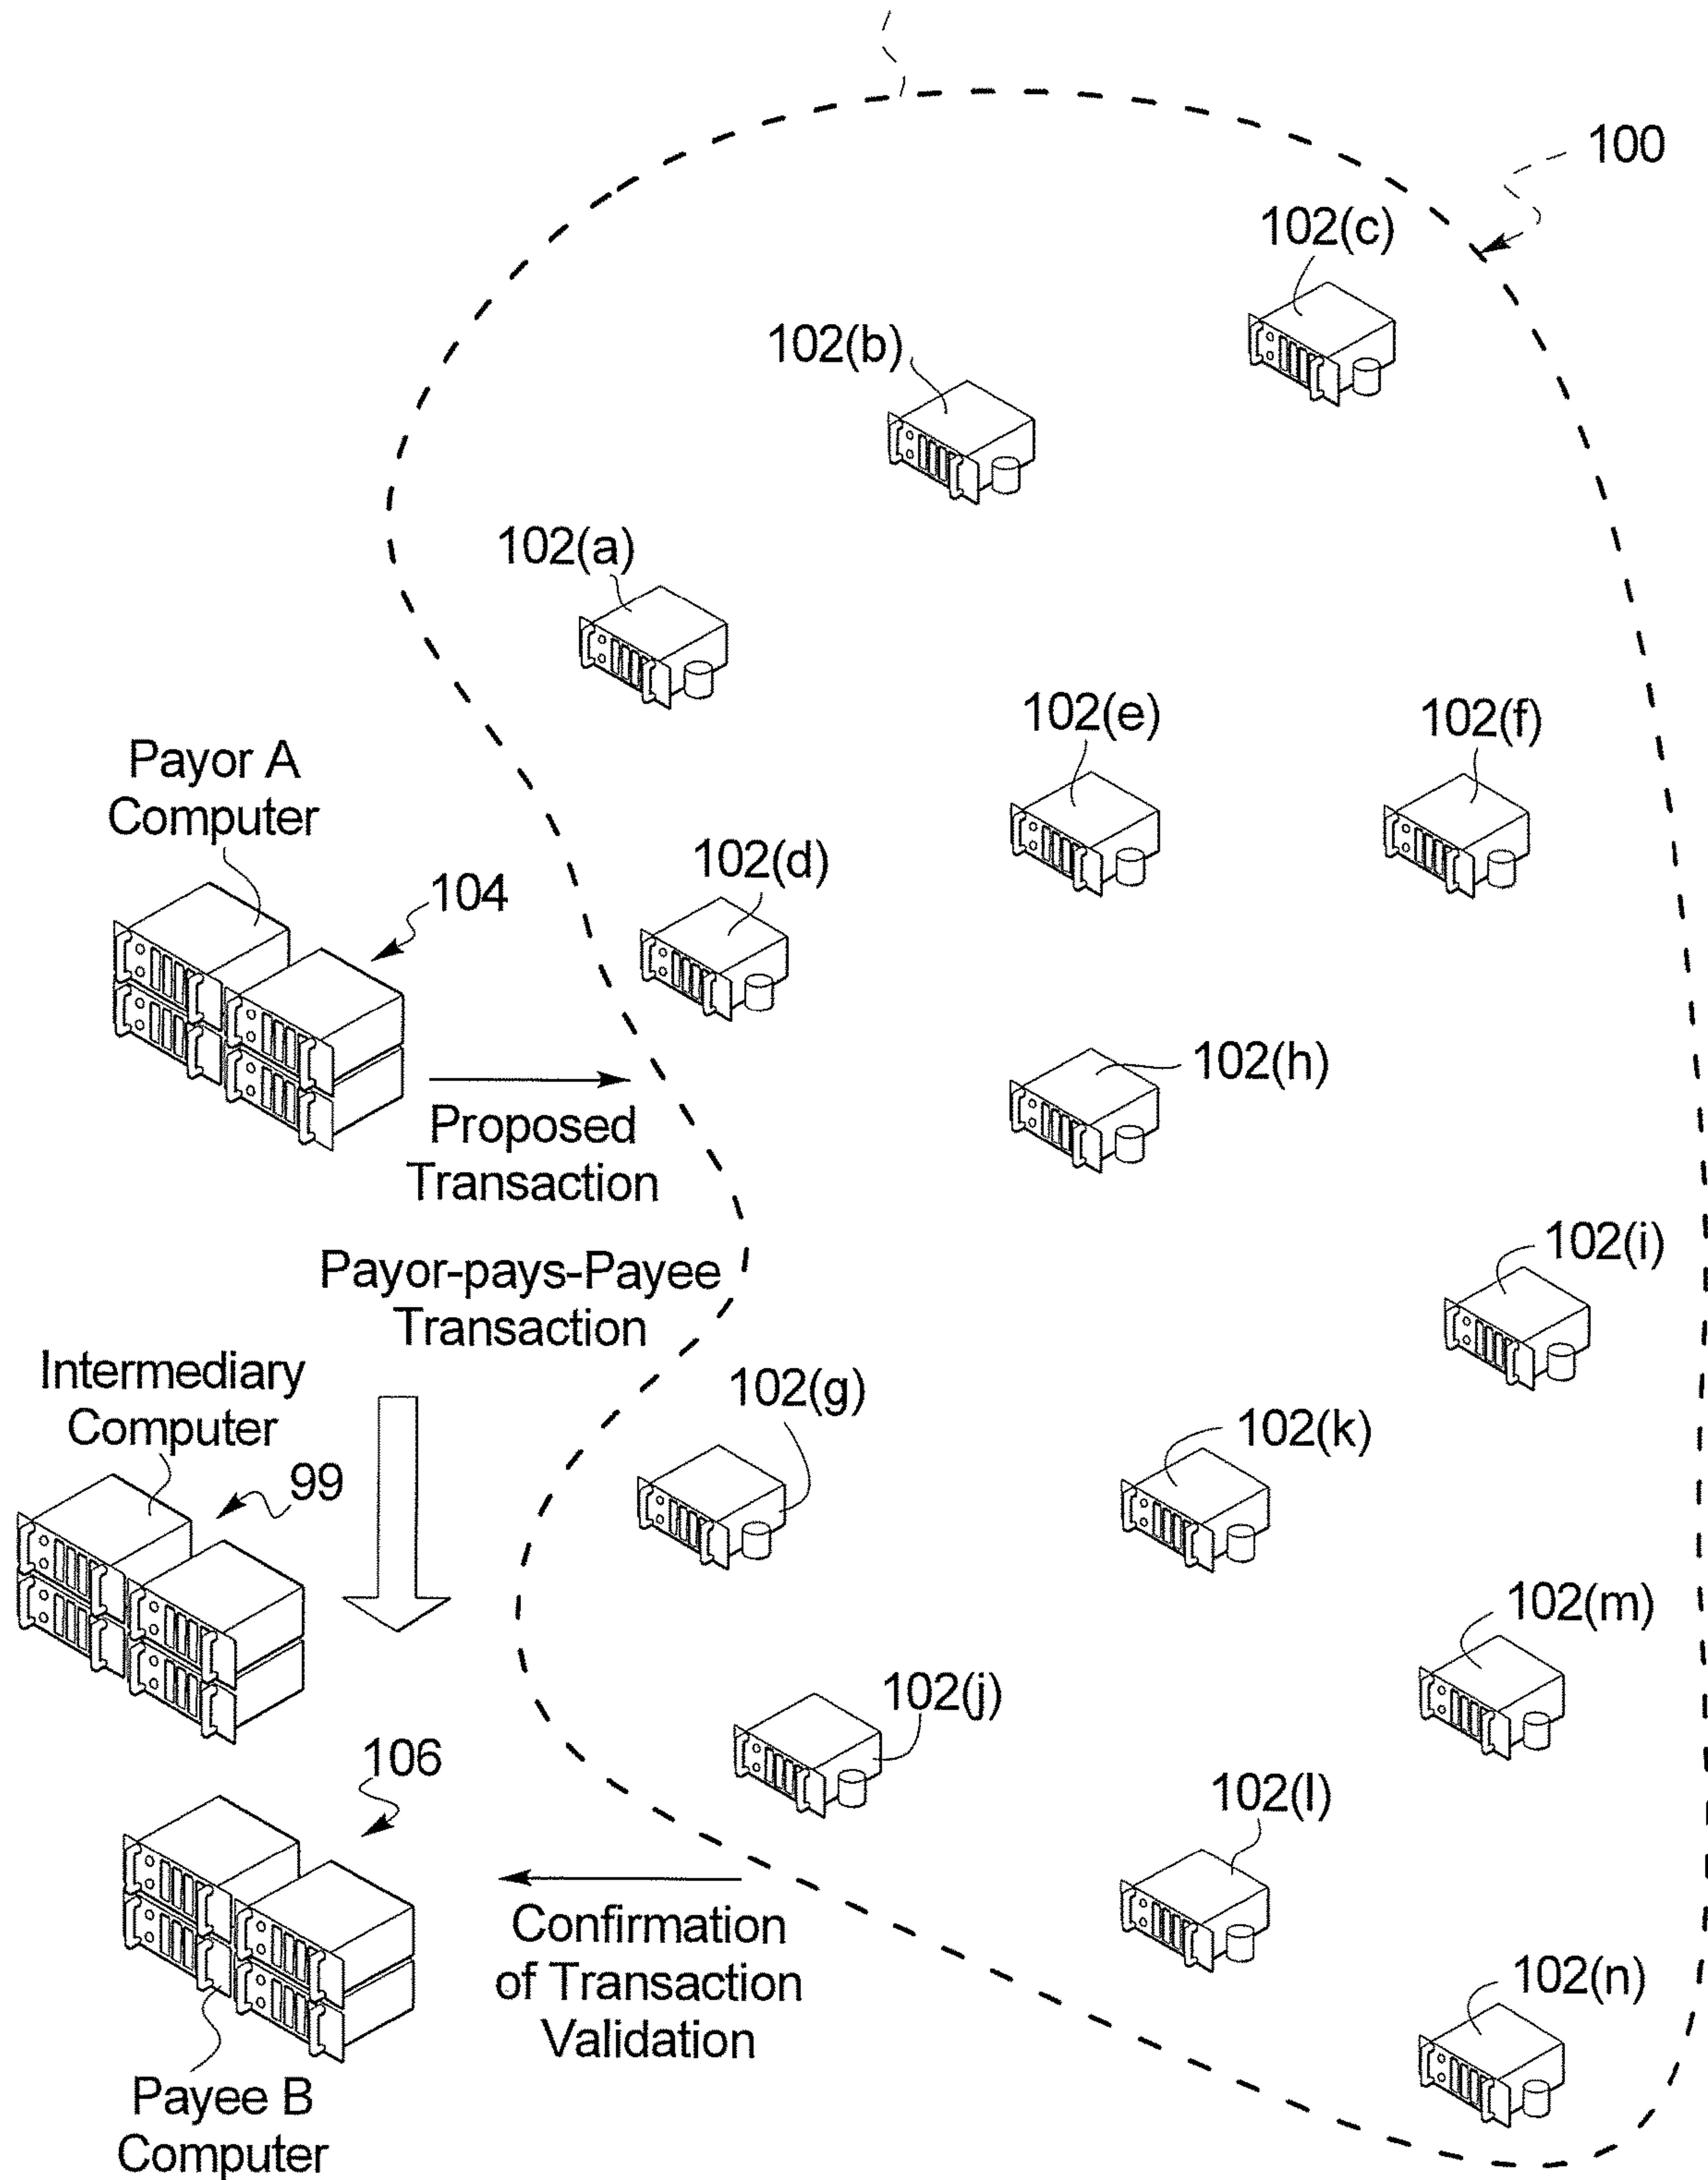 100
102(c)
102(b)
102(a)
102(e)
102(f)
Payor A
Computer
102(d)
104
102(h)
Proposed
Transaction
102(i)
Payor-pays-Payee
Transaction
Intermediary
Computer
102(g)
102(k)
99
102(m)
102(j)
106
102(l)
Confirmation
of Transaction
Validation
102(n)
Payee B
Computer